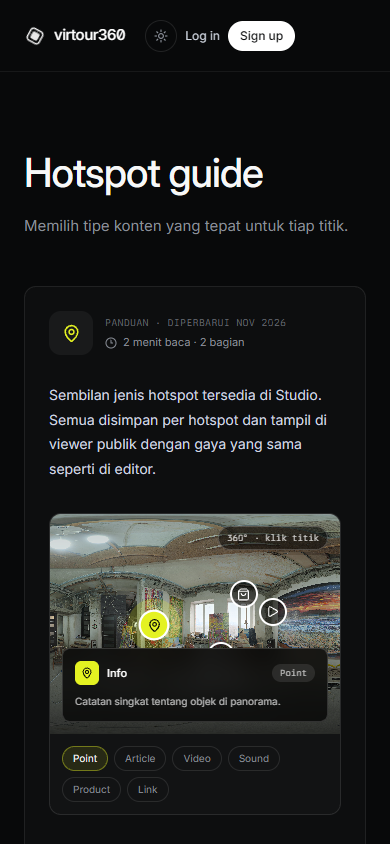 virtour360
Log in
Sign up
Hotspot guide
Memilih tipe konten yang tepat untuk tiap titik.
PANDUAN · DIPERBARUI NOV 2026
2 menit baca · 2 bagian
Sembilan jenis hotspot tersedia di Studio.
Semua disimpan per hotspot dan tampil di
viewer publik dengan gaya yang sama
seperti di editor.
360° · klik titik
Info
Point
Catatan singkat tentang objek di panorama.
Point
Article
Video
Sound
Product
Link